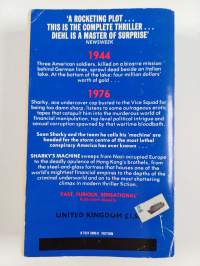 'A ROCKETING PLOT . . .
THIS IS THE COMPLETE THRILLER . . .
DIEHL IS A MASTER OF SURPRISE'
NEWSWEEK
1944
Three American soldiers, killed on a bizarre mission
behind German lines, sprawl dead beside an Italian
lake. At the bottom of the lake: four million dollars'
worth of gold . . .
1976
Sharky, ace undercover cop busted to the Vice Squad for
being too damn sharp, listens to some outrageous erotic
tapes that catapult him into the murderous world of
financial manipulation, top-level political intrigue and
sexual corruption spawned by that wartime bloodbath.
Soon Sharky and the team he calls his 'machine' are
headed for the storm centre of the most lethal
conspiracy America has ever known . . .
SHARKY'S MACHINE sweeps from Nazi-occupied Europe
to the deadly opulence of Hong Kong's brothels, from
the steel-and-glass fortress that houses one of the
world's mightiest financial empires to the depths of the
criminal underworld and on to the most shattering
climax in modern thriller fiction.
'FAST, FURIOUS, SENSATIONAL'
Publishers Weekly
UNITED KINGDOM